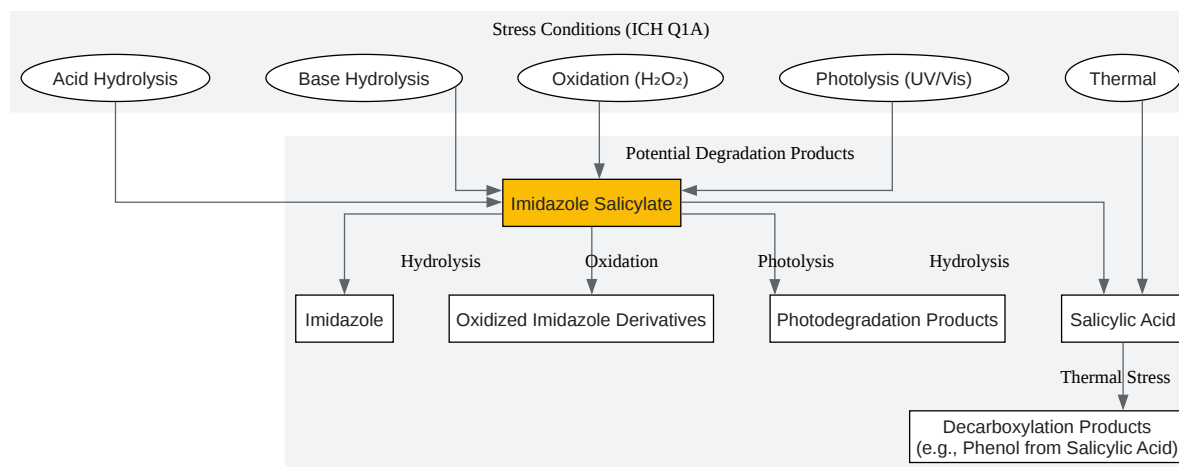 Stress Conditions (ICH Q1A)
Acid Hydrolysis
Base Hydrolysis
Oxidation (H₂O₂)
Photolysis (UV/Vis)
Thermal
Potential Degradation Products
Imidazole Salicylate
Hydrolysis
Oxidation
Photolysis
Hydrolysis
Imidazole
Oxidized Imidazole Derivatives
Photodegradation Products
Salicylic Acid
Thermal Stress
Decarboxylation Products
(e.g., Phenol from Salicylic Acid)